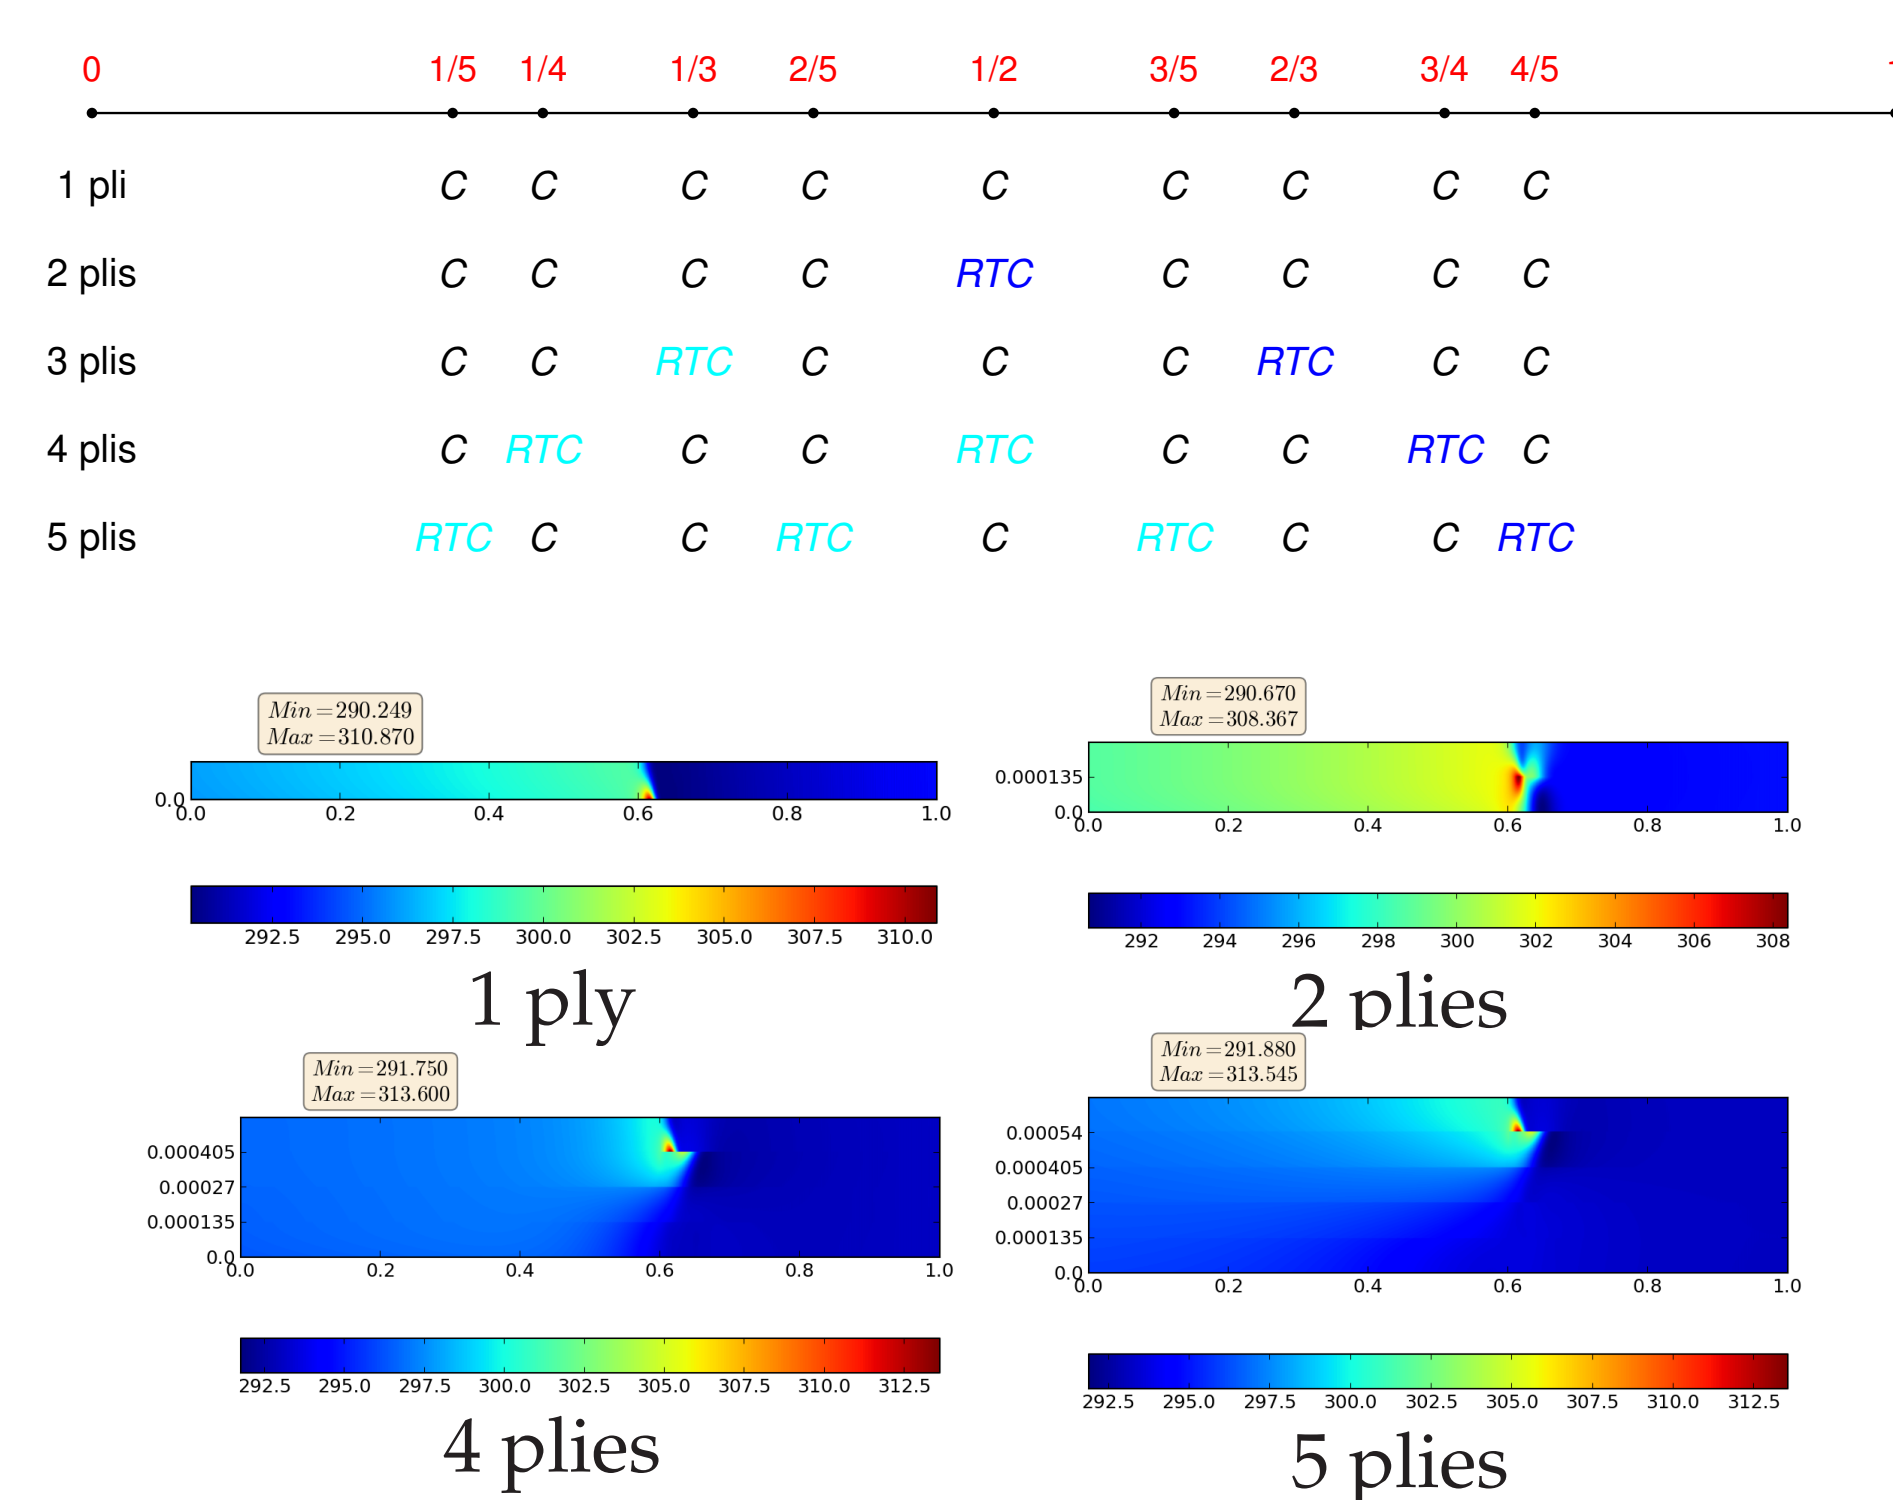 0 1/5 1/4 1/3 2/5 1/2 3/5 2/3 3/4 4/5
1 pli C C C C C C C C C
2 plis C C C C RTC C C C C
3 plis C C RTC C C C RTC C C
4 plis C RTC C C RTC C C RTC C
5 plis RTC C C RTC C RTC C C RTC
Min=290.249
Max=310.870
0.0
0.0 0.2 0.4 0.6 0.8 1.0
292.5 295.0 297.5 300.0 302.5 305.0 307.5 310.0
1 ply
Min=290.670
Max=308.367
0.000135
0.0
0.0 0.2 0.4 0.6 0.8 1.0
292 294 296 298 300 302 304 306 308
2 plies
Min=291.750
Max=313.600
0.000405
0.00027
0.000135
0.0
0.0 0.2 0.4 0.6 0.8 1.0
292.5 295.0 297.5 300.0 302.5 305.0 307.5 310.0 312.5
4 plies
Min=291.880
Max=313.545
0.00054
0.000405
0.00027
0.000135
0.0
0.0 0.2 0.4 0.6 0.8 1.0
292.5 295.0 297.5 300.0 302.5 305.0 307.5 310.0 312.5
5 plies